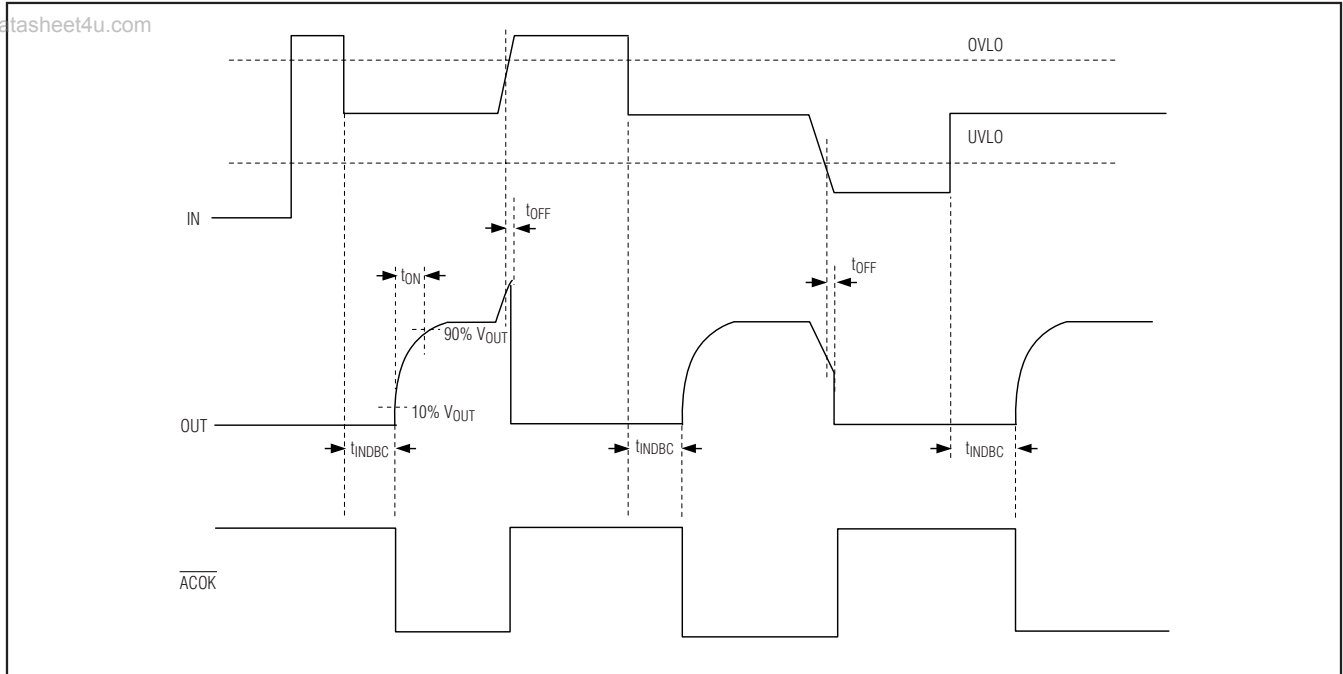 atasheet4u.com
OVLO
UVLO
IN
tOFF
tOFF
tON
90% VOUT
10% VOUT
OUT
tINDBC
tINDBC
tINDBC
ACOK